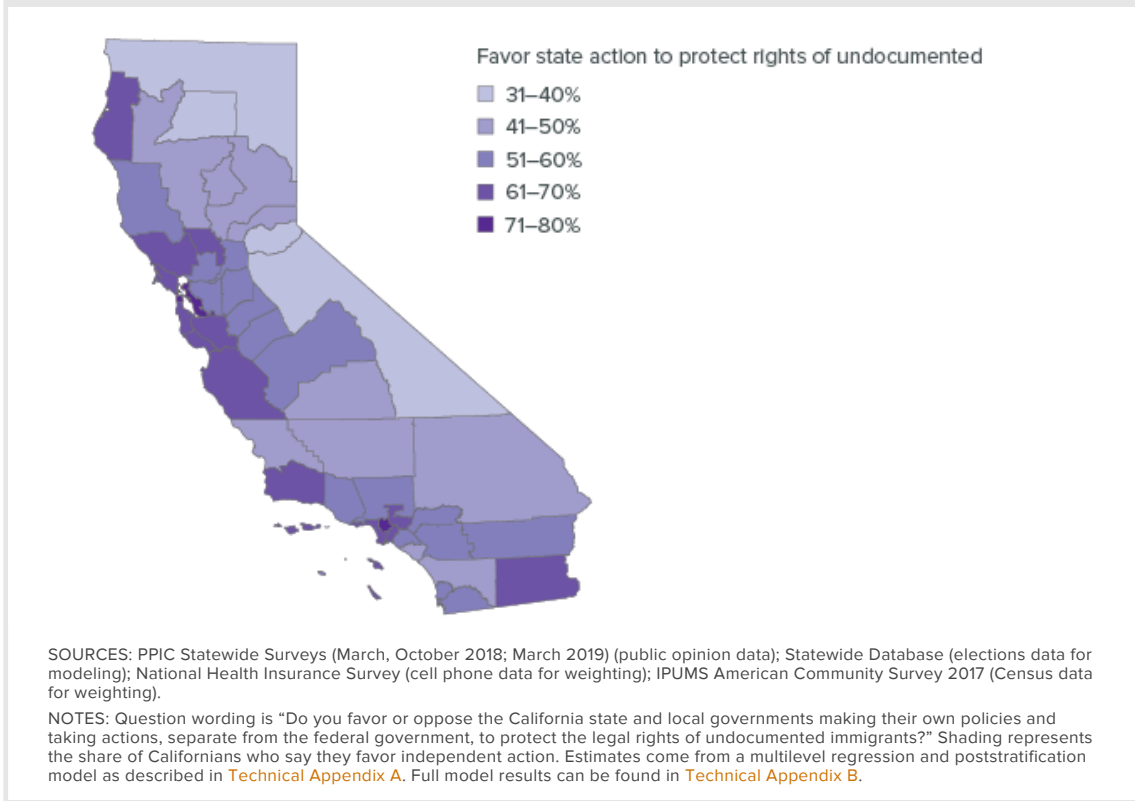 Favor state action to protect rights of undocumented
31–40%
41–50%
51–60%
61–70%
71–80%
SOURCES: PPIC Statewide Surveys (March, October 2018; March 2019) (public opinion data); Statewide Database (elections data for
modeling); National Health Insurance Survey (cell phone data for weighting); IPUMS American Community Survey 2017 (Census data
for weighting).
NOTES: Question wording is “Do you favor or oppose the California state and local governments making their own policies and
taking actions, separate from the federal government, to protect the legal rights of undocumented immigrants?” Shading represents
the share of Californians who say they favor independent action. Estimates come from a multilevel regression and poststratification
model as described in Technical Appendix A. Full model results can be found in Technical Appendix B.